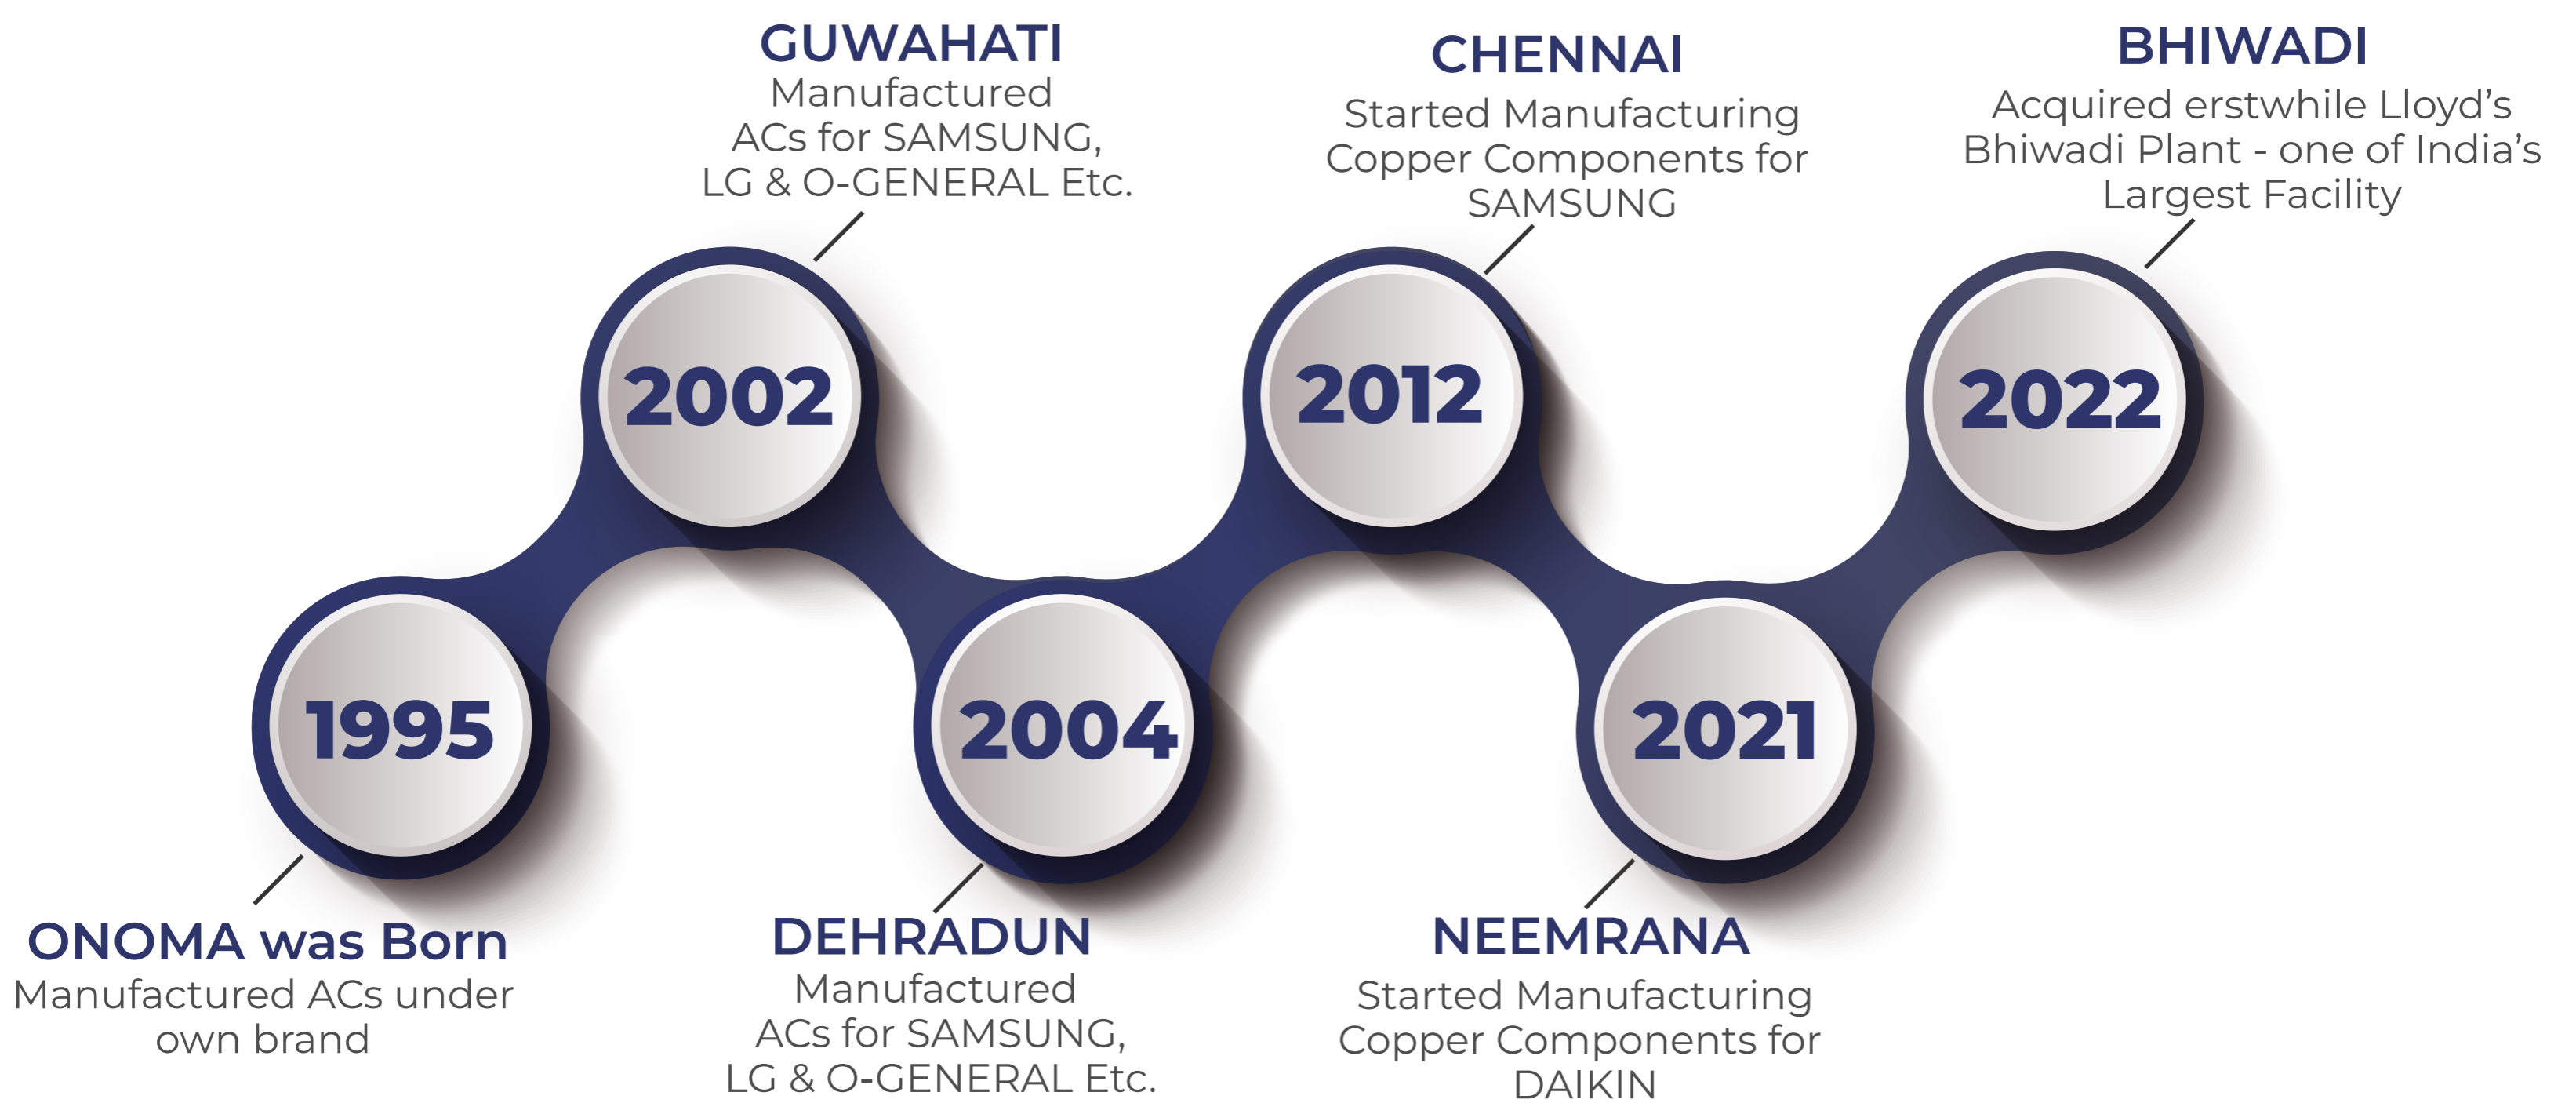 1995
ONOMA was Born
Manufactured ACs under
own brand
GUWAHATI
Manufactured
ACs for SAMSUNG,
LG & O-GENERAL Etc.
2002
2004
DEHRADUN
Manufactured
ACs for SAMSUNG,
LG & O-GENERAL Etc.
CHENNAI
Started Manufacturing
Copper Components for
SAMSUNG
2012
2021
NEEMRANA
Started Manufacturing
Copper Components for
DAIKIN
BHIWADI
Acquired erstwhile Lloyd’s
Bhiwadi Plant - one of India’s
Largest Facility
2022